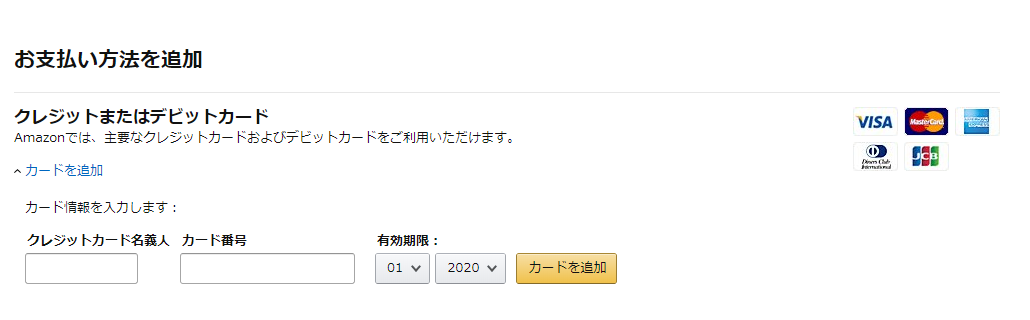 お支払い方法を追加
クレジットまたはデビットカード
Amazonでは、主要なクレジットカードおよびデビットカードをご利用いただけます。
VISA MasterCard AMERICAN EXPRESS
Diners Club International JCB
カードを追加
カード情報を入力します：
クレジットカード名義人 カード番号 有効期限：
01 2020 カードを追加